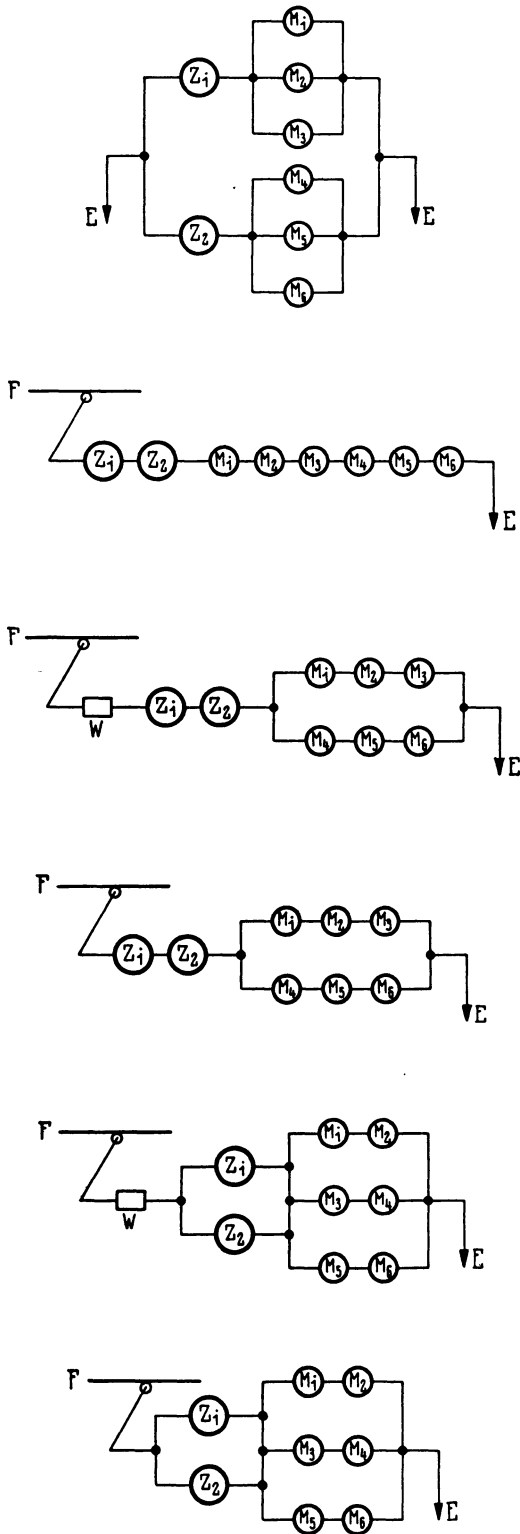 M₁
Z₁ M₂
M₃
E E
M₄
Z₂ M₅
M₆
F
Z₁ Z₂ M₁ M₂ M₃ M₄ M₅ M₆
E
F
M₁ M₂ M₃
W Z₁ Z₂
M₄ M₅ M₆
E
F
M₁ M₂ M₃
Z₁ Z₂
M₄ M₅ M₆
E
F
M₁ M₂
Z₁
W M₃ M₄
Z₂
E
M₅ M₆
F
M₁ M₂
Z₁
M₃ M₄
Z₂
E
M₅ M₆